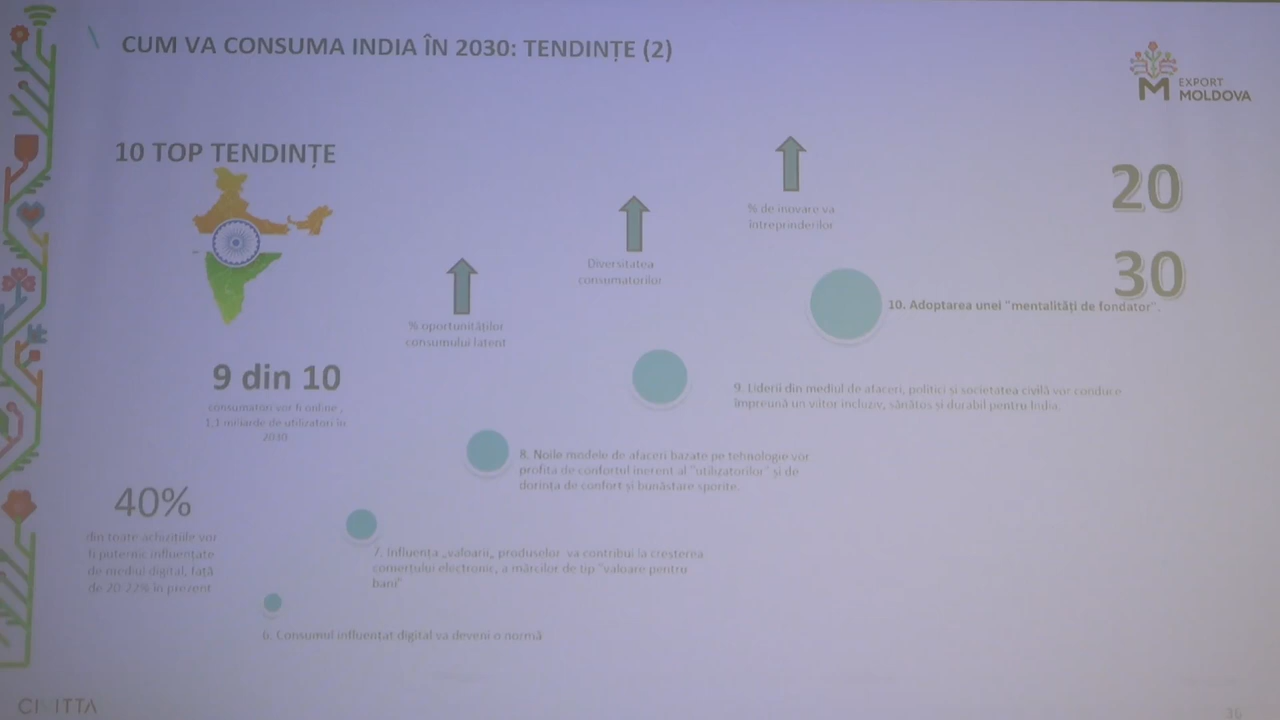 CUM VA CONSUMA INDIA ÎN 2030: TENDINȚE (2)
EXPORT
MOLDOVA
10 TOP TENDINȚE
20
30
% de inovare va
întreprinderilor
Diversitatea
consumatorilor
% oportunităților
consumului latent
10. Adoptarea unei "mentalități de fondator".
9 din 10
consumatori vor fi online ,
1,1 miliarde de utilizatori în
2030
9. Liderii din mediul de afaceri, politici și societatea civilă vor conduce
împreună un viitor incluziv, sănătos și durabil pentru India.
8. Noile modele de afaceri bazate pe tehnologie vor
profita de confortul inerent al "utilizatorilor" și de
dorința de confort și bunăstare sporite.
40%
din toate achizițiile vor
fi puternic influențate
de mediul digital, față
de 20-22% în prezent
7. Influența „valoarii„ produselor va contribui la creșterea
comerțului electronic, a mărcilor de tip "valoare pentru
bani"
6. Consumul influențat digital va deveni o normă
CIVITTA
36